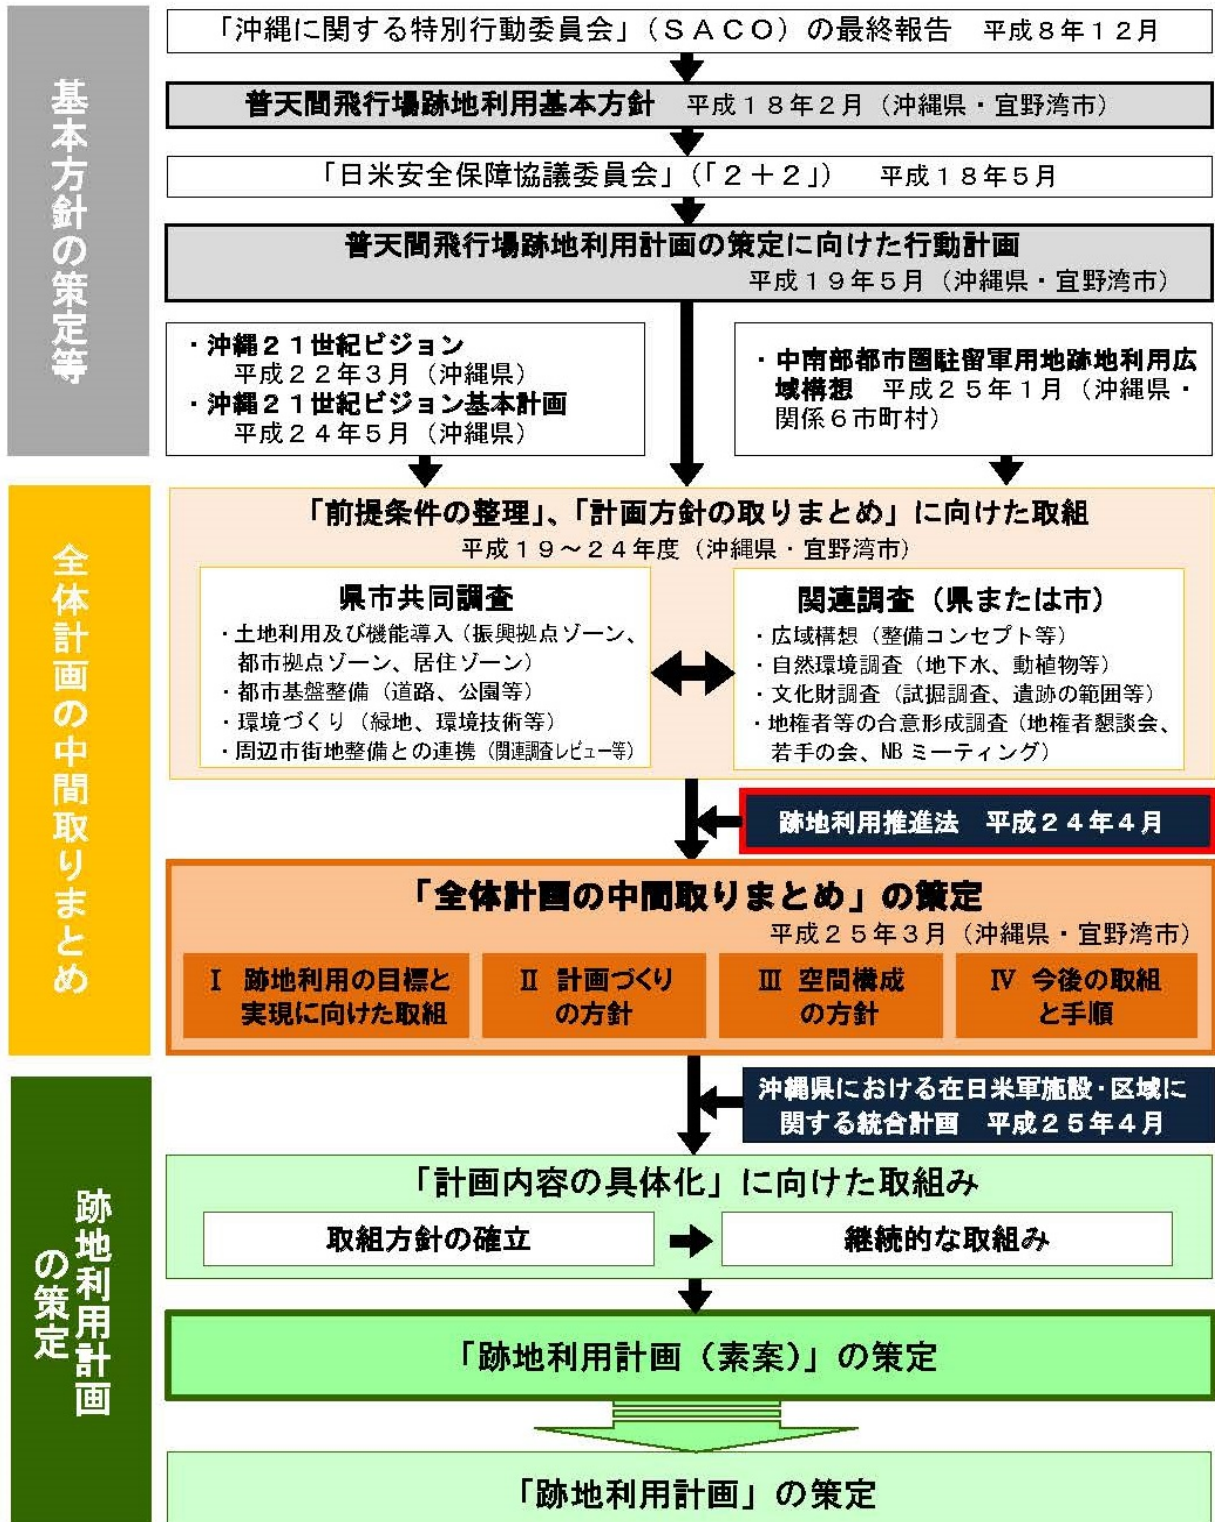 基本方針の策定等
「沖縄に関する特別行動委員会」（ＳＡＣＯ）の最終報告　平成８年１２月
普天間飛行場跡地利用基本方針　平成１８年２月（沖縄県・宜野湾市）
「日米安全保障協議委員会」（「２＋２」）　平成１８年５月
普天間飛行場跡地利用計画の策定に向けた行動計画
平成１９年５月（沖縄県・宜野湾市）
・沖縄２１世紀ビジョン
平成２２年３月（沖縄県）
・沖縄２１世紀ビジョン基本計画
平成２４年５月（沖縄県）
・中南部都市圏駐留軍用地跡地利用広
域構想　平成２５年１月（沖縄県・
関係６市町村）
全体計画の中間取りまとめ
「前提条件の整理」、「計画方針の取りまとめ」に向けた取組
平成１９～２４年度（沖縄県・宜野湾市）
県市共同調査
・土地利用及び機能導入（振興拠点ゾーン、
都市拠点ゾーン、居住ゾーン）
・都市基盤整備（道路、公園等）
・環境づくり（緑地、環境技術等）
・周辺市街地整備との連携（関連調査レビュー等）
関連調査（県または市）
・広域構想（整備コンセプト等）
・自然環境調査（地下水、動植物等）
・文化財調査（試掘調査、遺跡の範囲等）
・地権者等の合意形成調査（地権者懇談会、
若手の会、NBミーティング）
跡地利用推進法　平成２４年４月
「全体計画の中間取りまとめ」の策定
平成２５年３月（沖縄県・宜野湾市）
Ⅰ 跡地利用の目標と
実現に向けた取組
Ⅱ 計画づくり
の方針
Ⅲ 空間構成
の方針
Ⅳ 今後の取組
と手順
沖縄県における在日米軍施設・区域に
関する統合計画　平成２５年４月
跡地利用計画
の策定
「計画内容の具体化」に向けた取組み
取組方針の確立
継続的な取組み
「跡地利用計画（素案）」の策定
「跡地利用計画」の策定